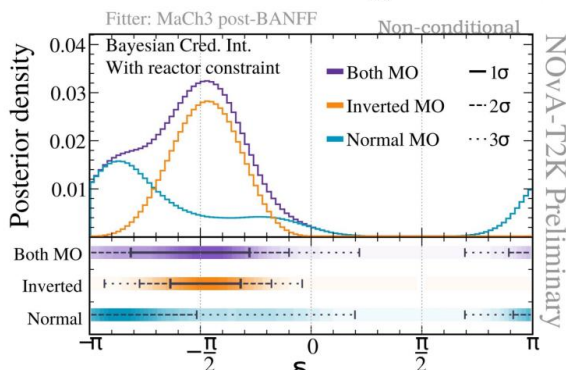 Fitter: MaCh3 post-BANFF
Non-conditional
Bayesian Cred. Int.
With reactor constraint
Both MO
Inverted MO
Normal MO
1σ
2σ
3σ
Posterior density
0.04
0.03
0.02
0.01
NOvA-T2K Preliminary
Both MO
Inverted
Normal
−π
−π/2
0
π/2
π